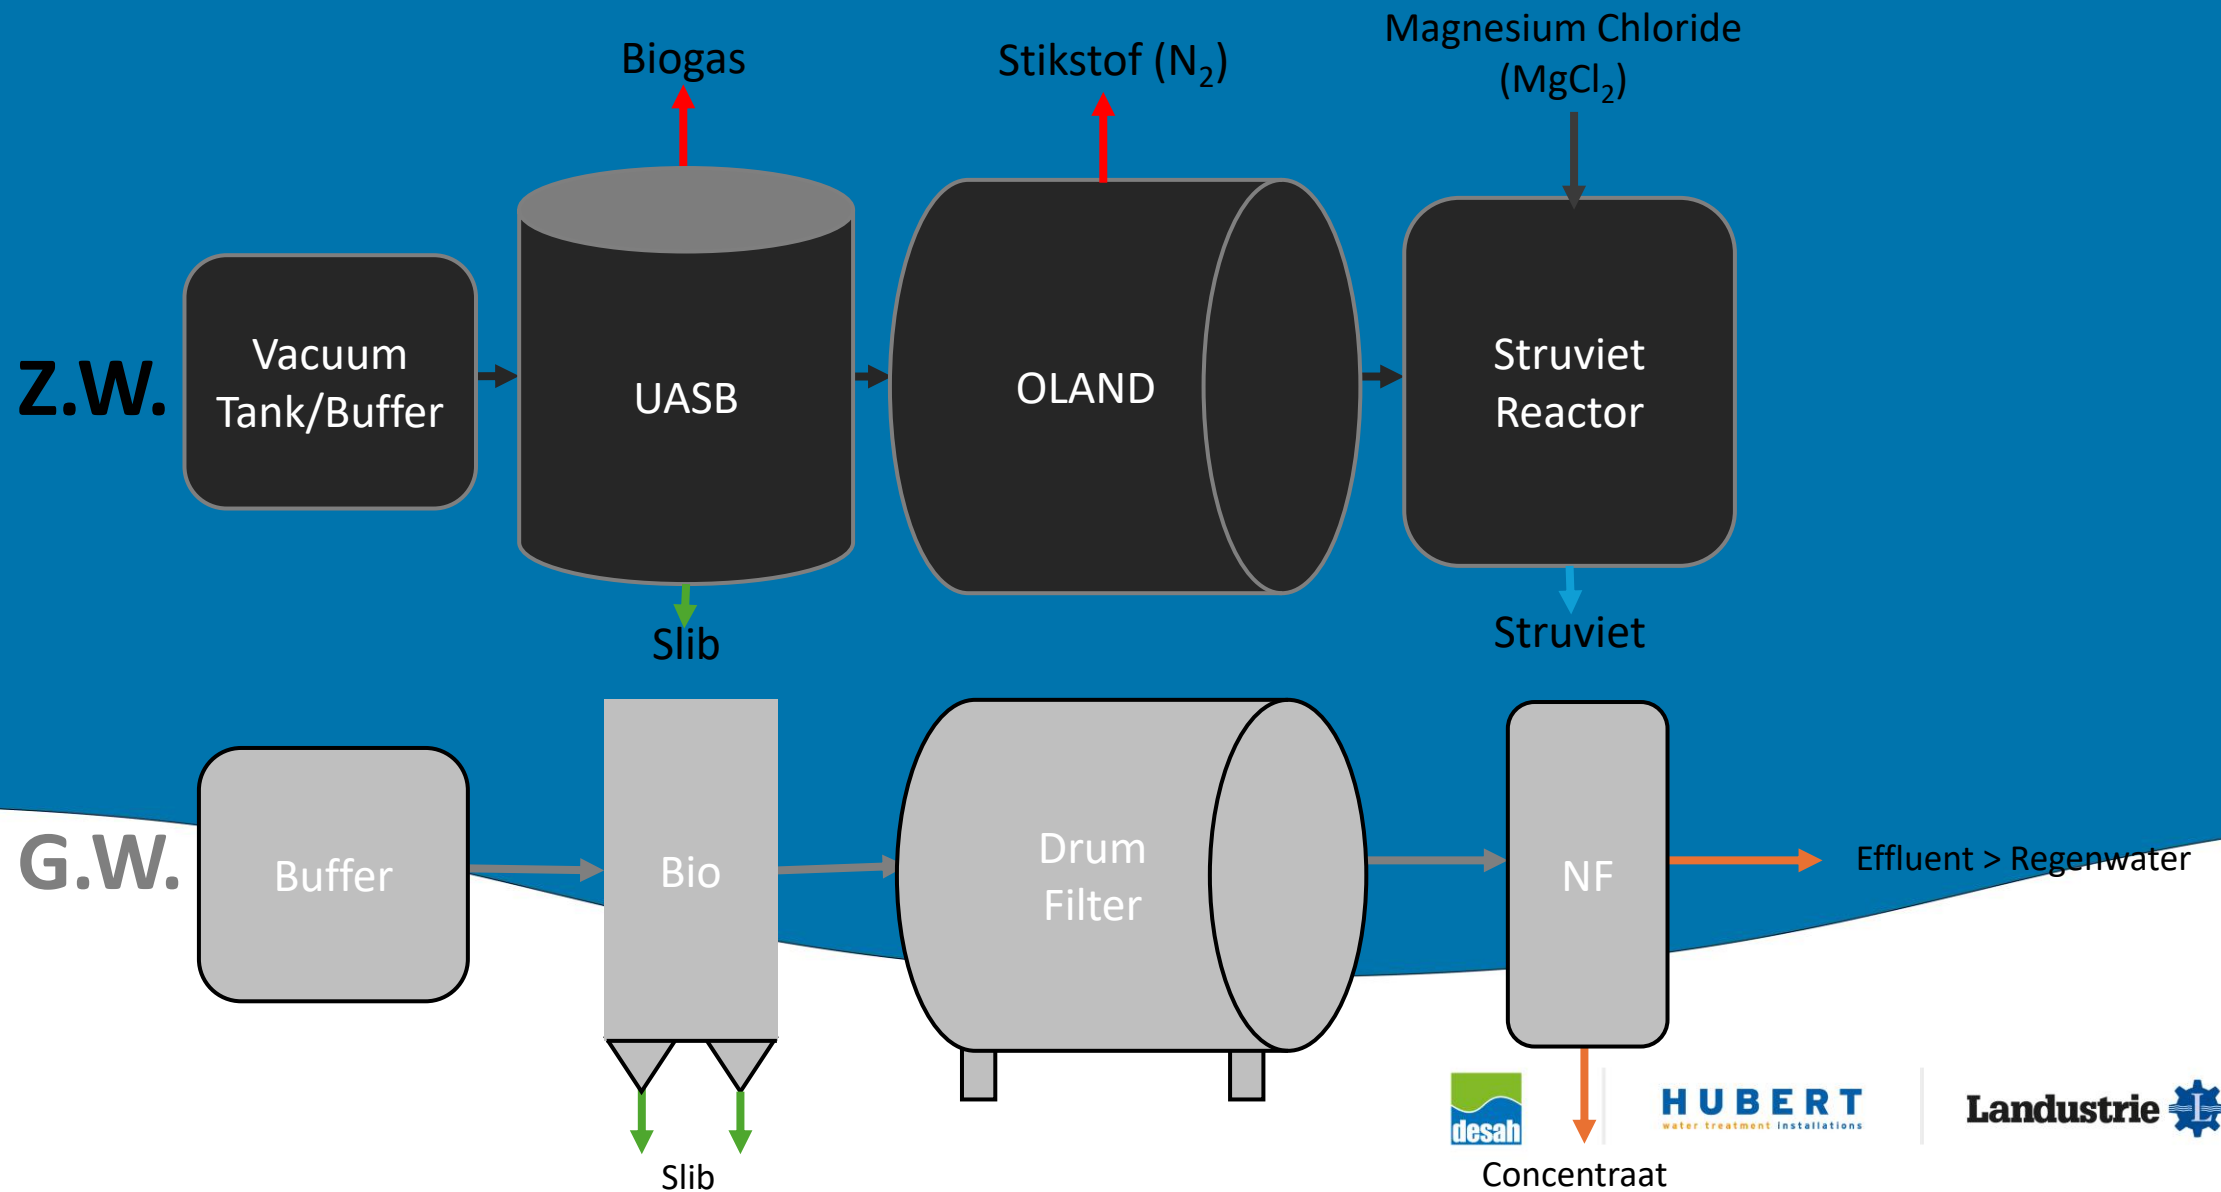 Magnesium Chloride
(MgCl₂)
Biogas
Stikstof (N₂)
Z.W.
Vacuum
Tank/Buffer
UASB
OLAND
Struviet
Reactor
Slib
Struviet
G.W.
Buffer
Bio
Drum
Filter
NF
Effluent > Regenwater
Slib
Concentraat
desah
HUBERT
water treatment installations
Landustrie
L